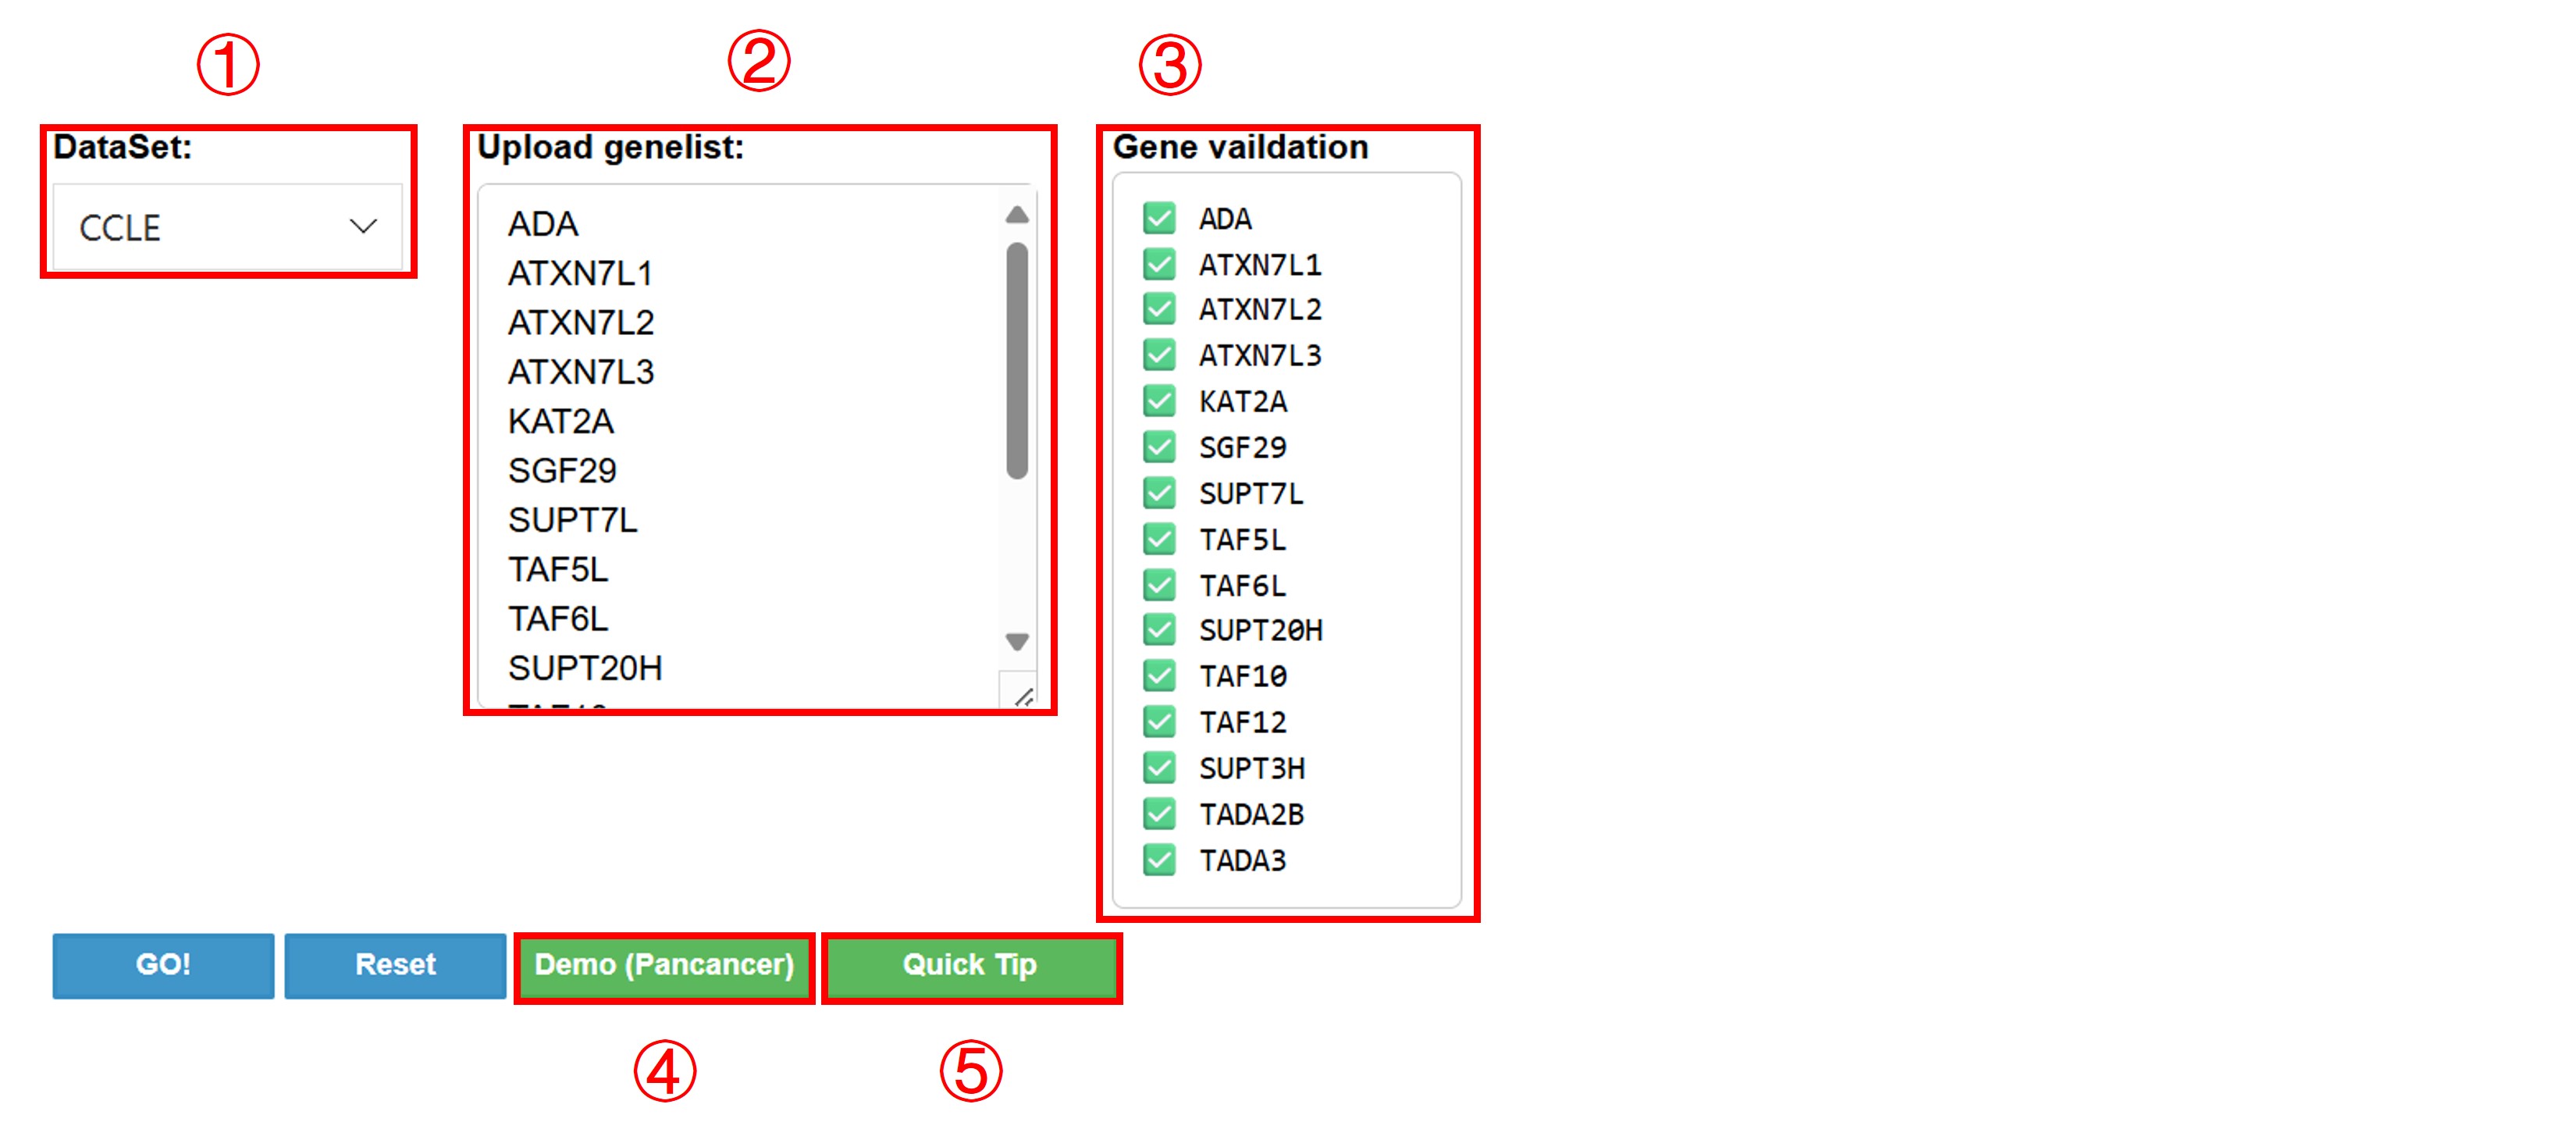 ①
②
③
DataSet:
CCLE
Upload genelist:
ADA
ATXN7L1
ATXN7L2
ATXN7L3
KAT2A
SGF29
SUPT7L
TAF5L
TAF6L
SUPT20H
Gene vaildation
ADA
ATXN7L1
ATXN7L2
ATXN7L3
KAT2A
SGF29
SUPT7L
TAF5L
TAF6L
SUPT20H
TAF10
TAF12
SUPT3H
TADA2B
TADA3
GO!
Reset
Demo (Pancancer)
Quick Tip
④
⑤